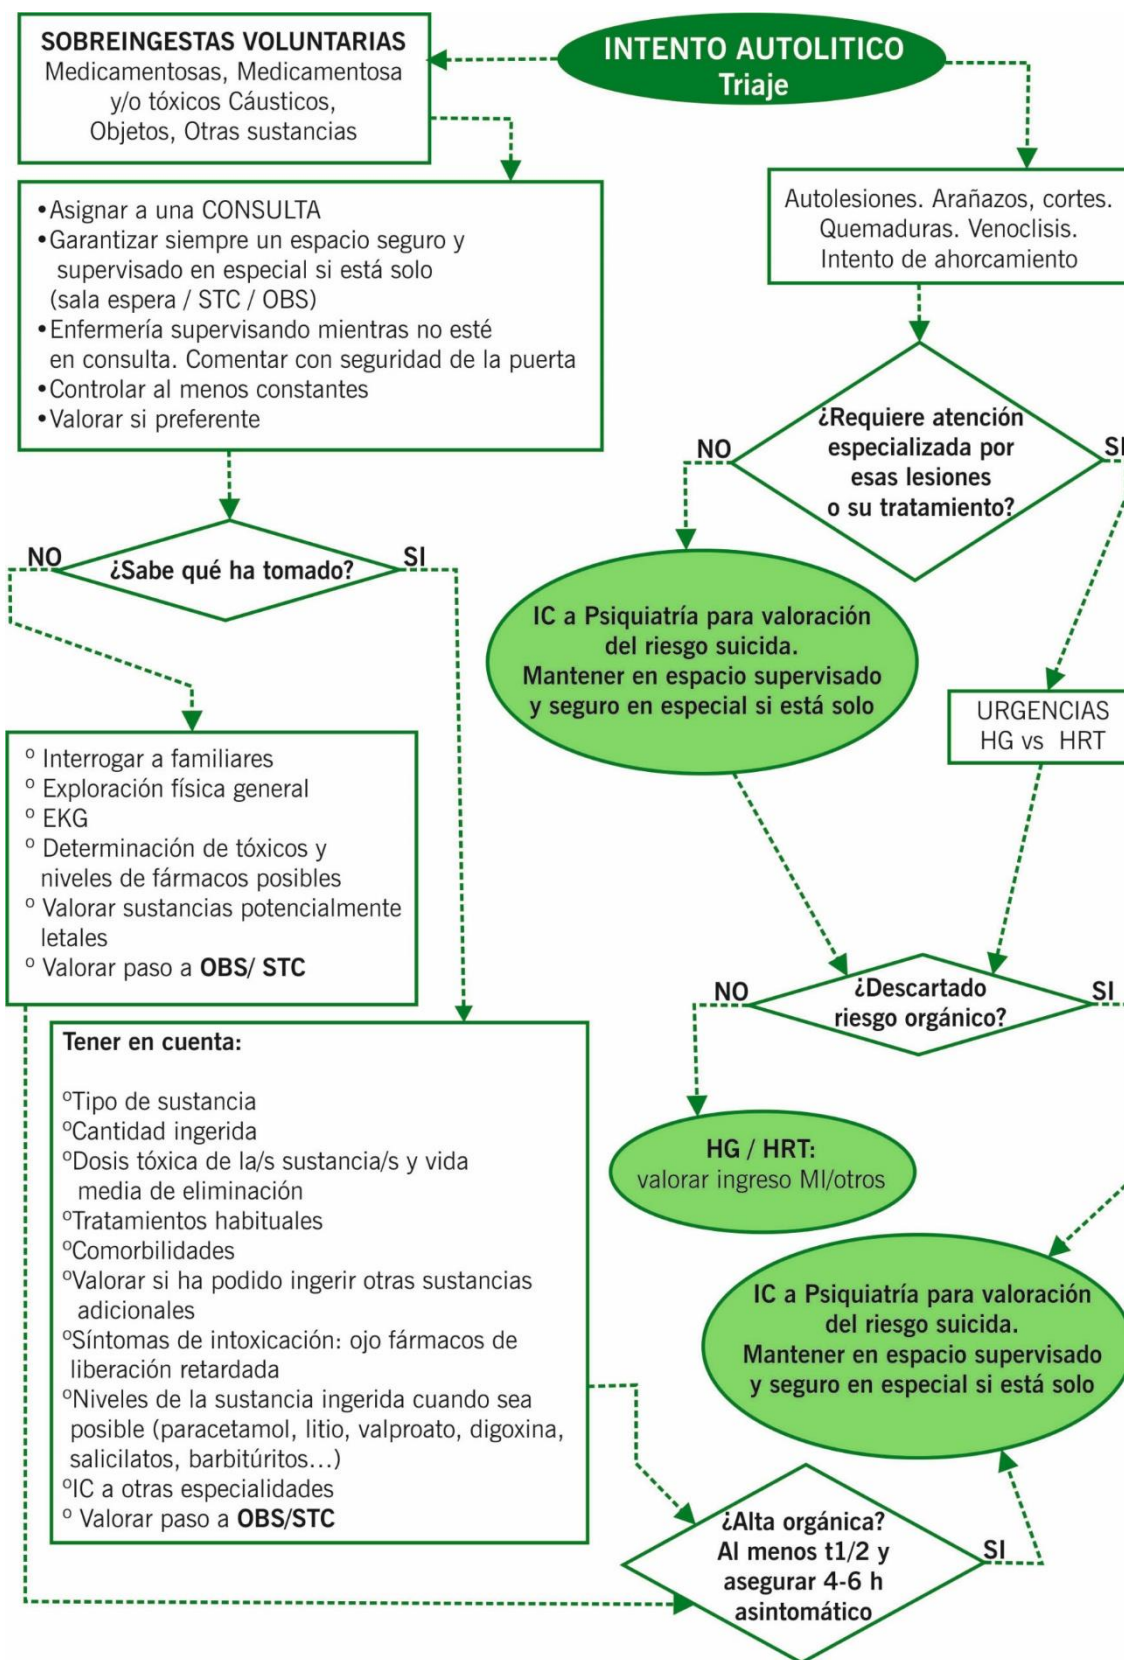 INTENTO AUTOLITICO
Triaje
SOBREINGESTAS VOLUNTARIAS
Medicamentosas, Medicamentosa
y/o tóxicos Cáusticos,
Objetos, Otras sustancias
•Asignar a una CONSULTA
•Garantizar siempre un espacio seguro y
supervisado en especial si está solo
(sala espera / STC / OBS)
•Enfermería supervisando mientras no esté
en consulta. Comentar con seguridad de la puerta
•Controlar al menos constantes
•Valorar si preferente
Autolesiones. Arañazos, cortes.
Quemaduras. Venoclisis.
Intento de ahorcamiento
¿Requiere atención
especializada por
esas lesiones
o su tratamiento?
NO
SI
NO
¿Sabe qué ha tomado?
SI
IC a Psiquiatría para valoración
del riesgo suicida.
Mantener en espacio supervisado
y seguro en especial si está solo
URGENCIAS
HG vs HRT
º Interrogar a familiares
º Exploración física general
º EKG
º Determinación de tóxicos y
niveles de fármacos posibles
º Valorar sustancias potencialmente
letales
º Valorar paso a OBS/ STC
NO
¿Descartado
riesgo orgánico?
SI
Tener en cuenta:
ºTipo de sustancia
ºCantidad ingerida
ºDosis tóxica de la/s sustancia/s y vida
media de eliminación
ºTratamientos habituales
ºComorbilidades
ºValorar si ha podido ingerir otras sustancias
adicionales
ºSíntomas de intoxicación: ojo fármacos de
liberación retardada
ºNiveles de la sustancia ingerida cuando sea
posible (paracetamol, litio, valproato, digoxina,
salicilatos, barbitúritos...)
ºIC a otras especialidades
º Valorar paso a OBS/STC
HG / HRT:
valorar ingreso MI/otros
IC a Psiquiatría para valoración
del riesgo suicida.
Mantener en espacio supervisado
y seguro en especial si está solo
¿Alta orgánica?
Al menos t1/2 y
asegurar 4-6 h
asintomático
SI